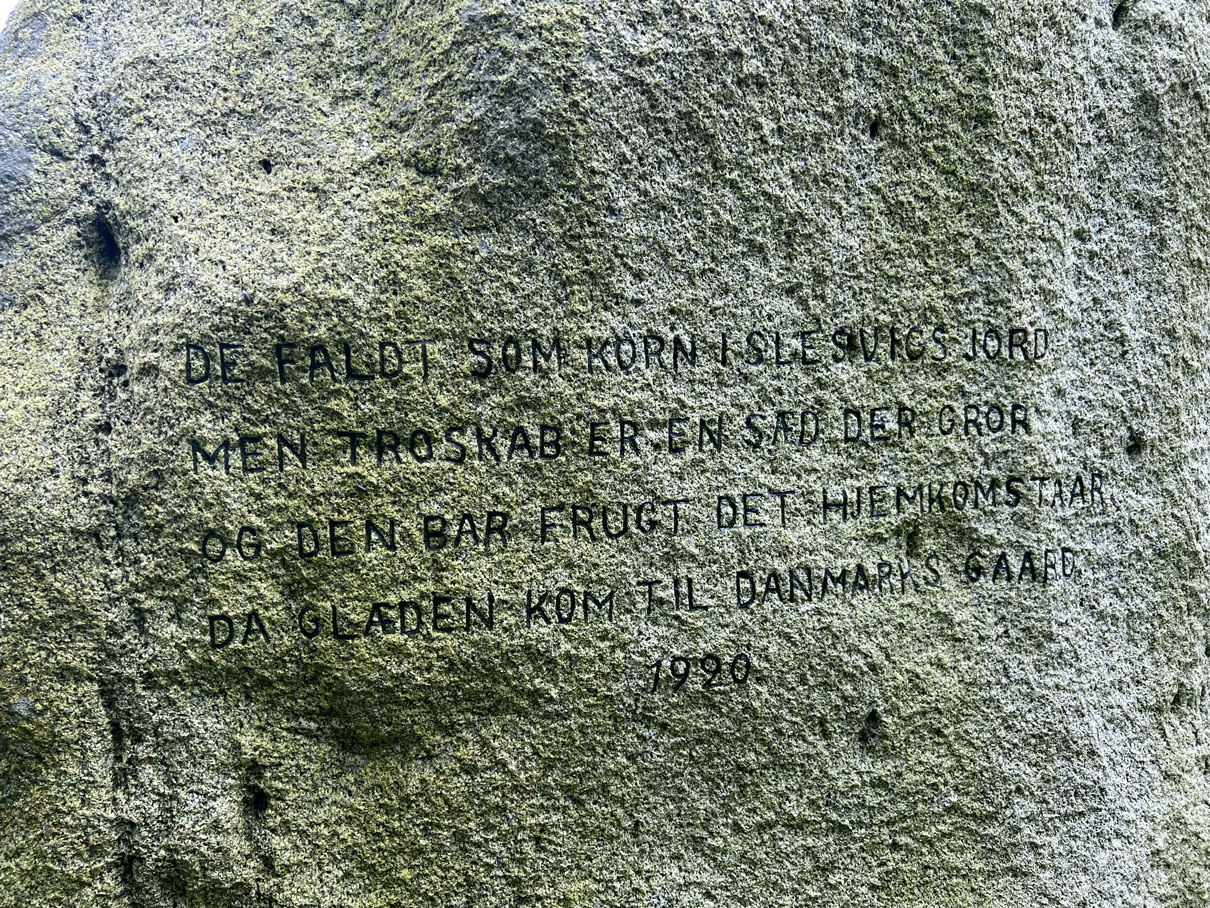 DE FALDT SOM KORN I SLESVIGS JORD
MEN TROSKAB ER EN SÆD DER GROR
OG DEN BAR FRUGT DET HJEMKOMSTAAR
DA GLÆDEN KOM TIL DANMARKS GAARD
1920